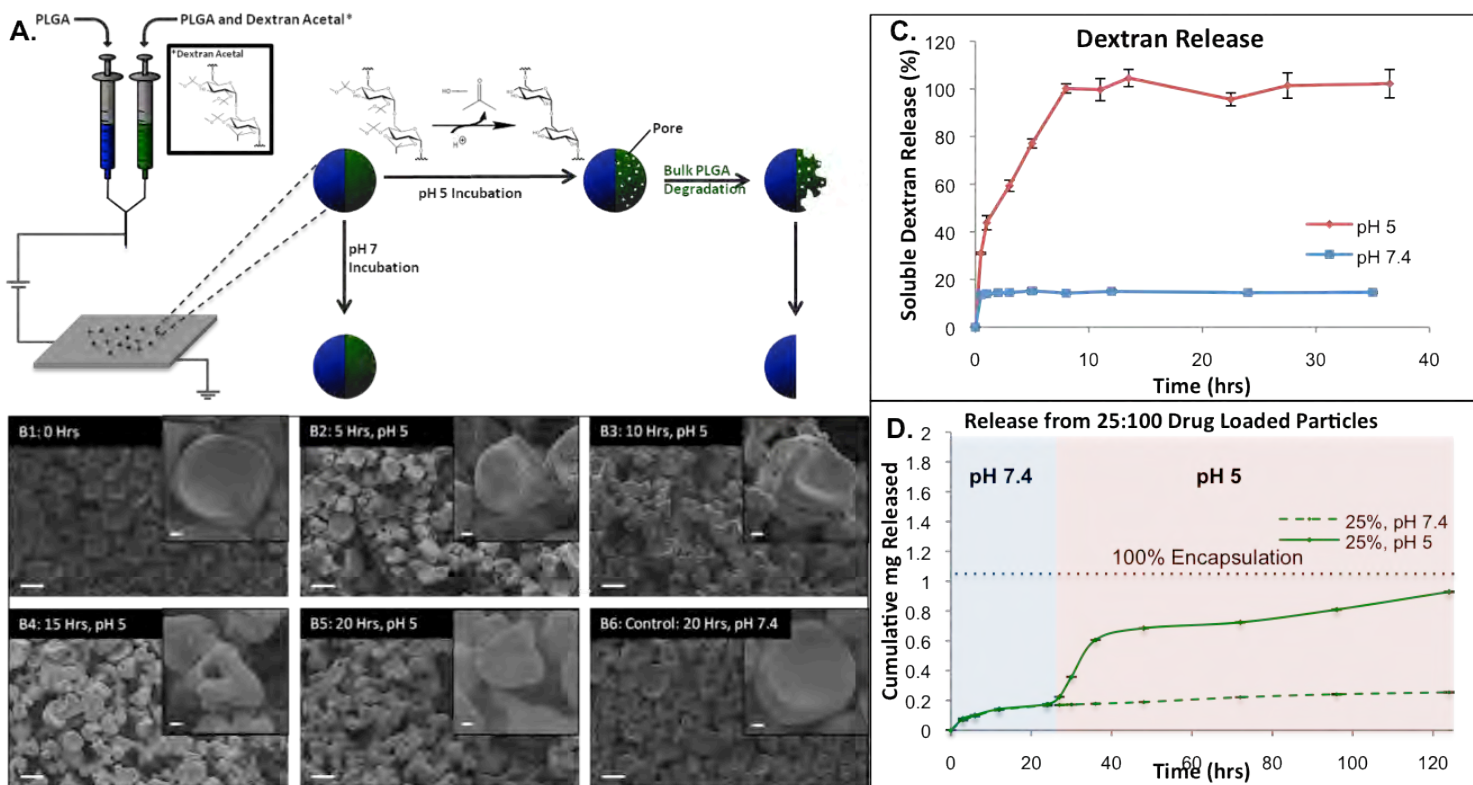 A.
PLGA
PLGA and Dextran Acetal*
*Dextran Acetal
HO
O
H⊕
Pore
pH 5 Incubation
Bulk PLGA
Degradation
pH 7
Incubation
B1: 0 Hrs
B2: 5 Hrs, pH 5
B3: 10 Hrs, pH 5
B4: 15 Hrs, pH 5
B5: 20 Hrs, pH 5
B6: Control: 20 Hrs, pH 7.4
C.
Dextran Release
Soluble Dextran Release (%)
120
100
80
60
40
20
0
pH 5
pH 7.4
0 10 20 30 40
Time (hrs)
D.
Release from 25:100 Drug Loaded Particles
Cumulative mg Released
2
1.8
1.6
1.4
1.2
1
0.8
0.6
0.4
0.2
0
pH 7.4
pH 5
25%, pH 7.4
25%, pH 5
100% Encapsulation
0 20 40 60 80 100 120
Time (hrs)